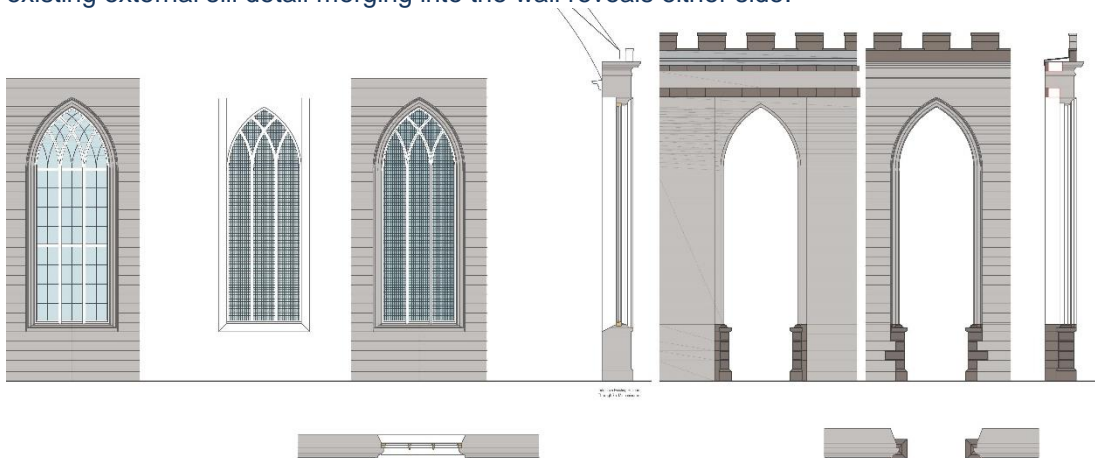 existing external sill detail merging into the wall reveals either side.